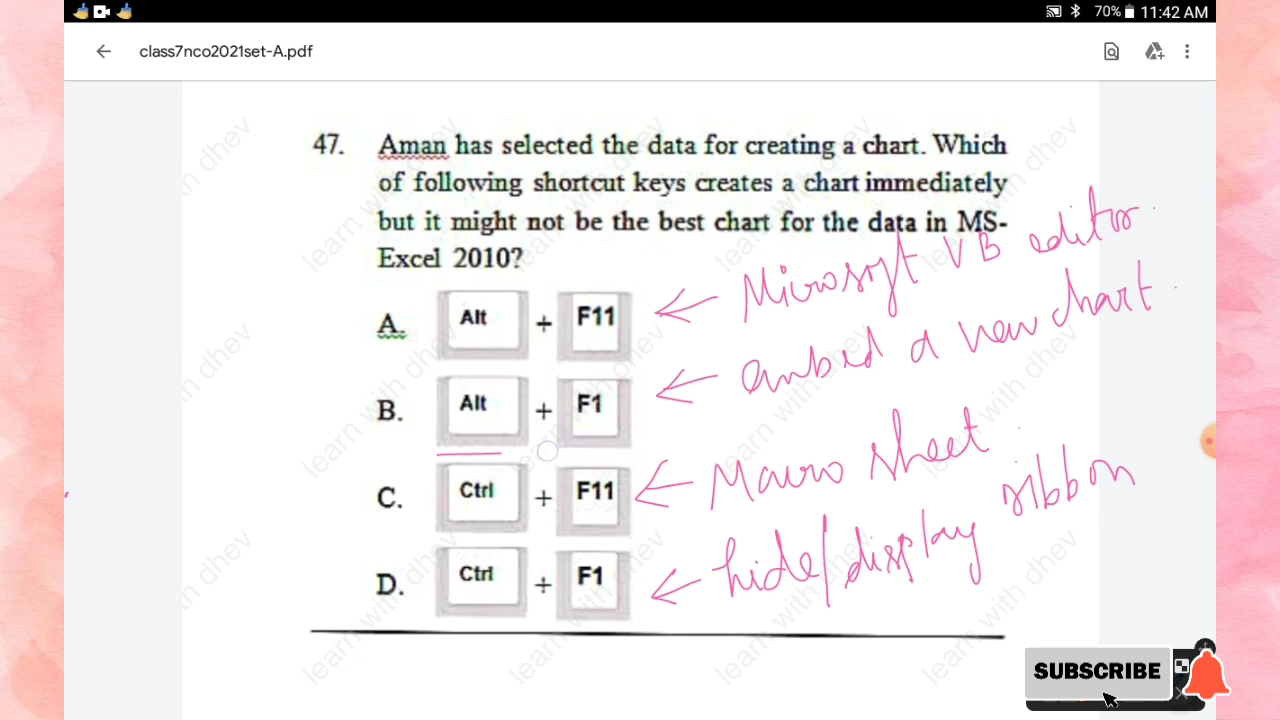 70% 11:42 AM
class7nco2021set-A.pdf
47. Aman has selected the data for creating a chart. Which
of following shortcut keys creates a chart immediately
but it might not be the best chart for the data in MS-
Excel 2010?
A. Alt + F11 ← Microsoft VB editor
B. Alt + F1 ← embed a new chart
C. Ctrl + F11 ← Macro sheet
D. Ctrl + F1 ← hide/display ribbon
SUBSCRIBE
learn with dhev